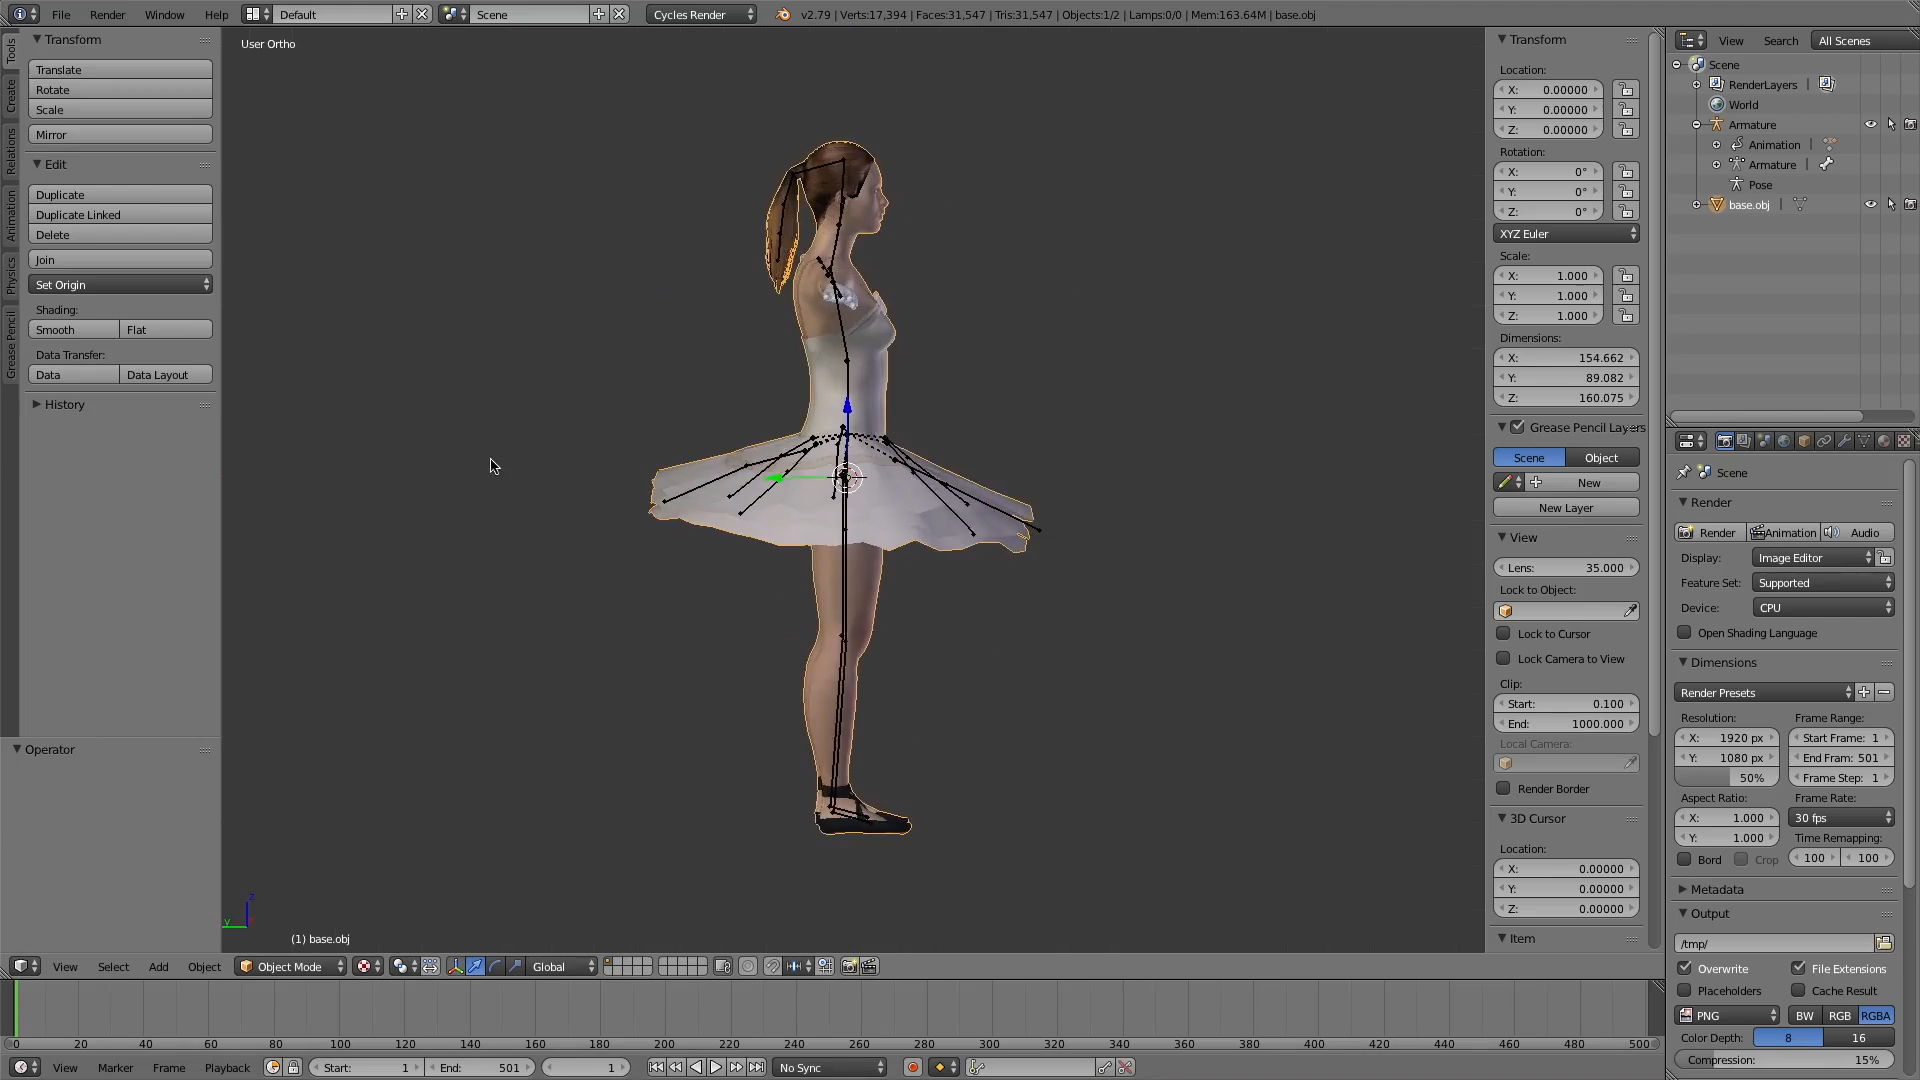 File Render Window Help Default Scene Cycles Render v2.79 | Verts:17,394 | Faces:31,547 | Tris:31,547 | Objects:1/2 | Lamps:0/0 | Mem:163.64M | base.obj
Tools
Create
Relations
Animation
Physics
Grease Pencil
Transform
Translate
Rotate
Scale
Mirror
Edit
Duplicate
Duplicate Linked
Delete
Join
Set Origin
Shading:
Smooth Flat
Data Transfer:
Data Data Layout
History
Operator
User Ortho
z
y
(1) base.obj
Transform
Location:
X: 0.00000
Y: 0.00000
Z: 0.00000
Rotation:
X: 0°
Y: 0°
Z: 0°
XYZ Euler
Scale:
X: 1.000
Y: 1.000
Z: 1.000
Dimensions:
X: 154.662
Y: 89.082
Z: 160.075
Grease Pencil Layers
Scene Object
New
New Layer
View
Lens: 35.000
Lock to Object:
Lock to Cursor
Lock Camera to View
Clip:
Start: 0.100
End: 1000.000
Local Camera:
Render Border
3D Cursor
Location:
X: 0.00000
Y: 0.00000
Z: 0.00000
Item
View Search All Scenes
Scene
RenderLayers
World
Armature
Animation
Armature
Pose
base.obj
Scene
Render
Render Animation Audio
Display: Image Editor
Feature Set: Supported
Device: CPU
Open Shading Language
Dimensions
Render Presets
Resolution: Frame Range:
X: 1920 px Start Frame: 1
Y: 1080 px End Fram: 501
50% Frame Step: 1
Aspect Ratio: Frame Rate:
X: 1.000 30 fps
Y: 1.000 Time Remapping:
Bord Crop 100 100
Metadata
Output
/tmp/
Overwrite File Extensions
Placeholders Cache Result
PNG BW RGB RGBA
Color Depth: 8 16
Compression: 15%
View Select Add Object Object Mode Global
0 20 40 60 80 100 120 140 160 180 200 220 240 260 280 300 320 340 360 380 400 420 440 460 480 500
View Marker Frame Playback Start: 1 End: 501 1 No Sync